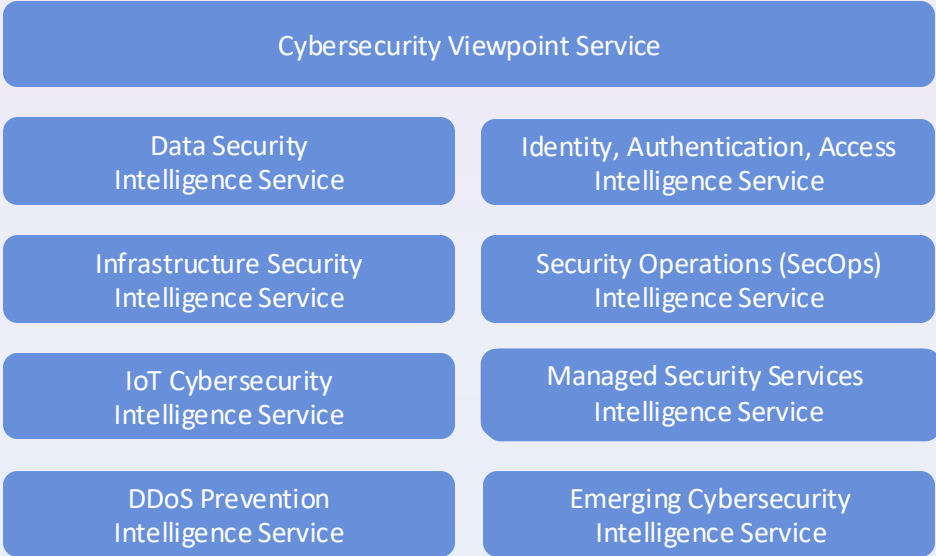 Cybersecurity Viewpoint Service
Data Security
Intelligence Service
Identity, Authentication, Access
Intelligence Service
Infrastructure Security
Intelligence Service
Security Operations (SecOps)
Intelligence Service
IoT Cybersecurity
Intelligence Service
Managed Security Services
Intelligence Service
DDoS Prevention
Intelligence Service
Emerging Cybersecurity
Intelligence Service